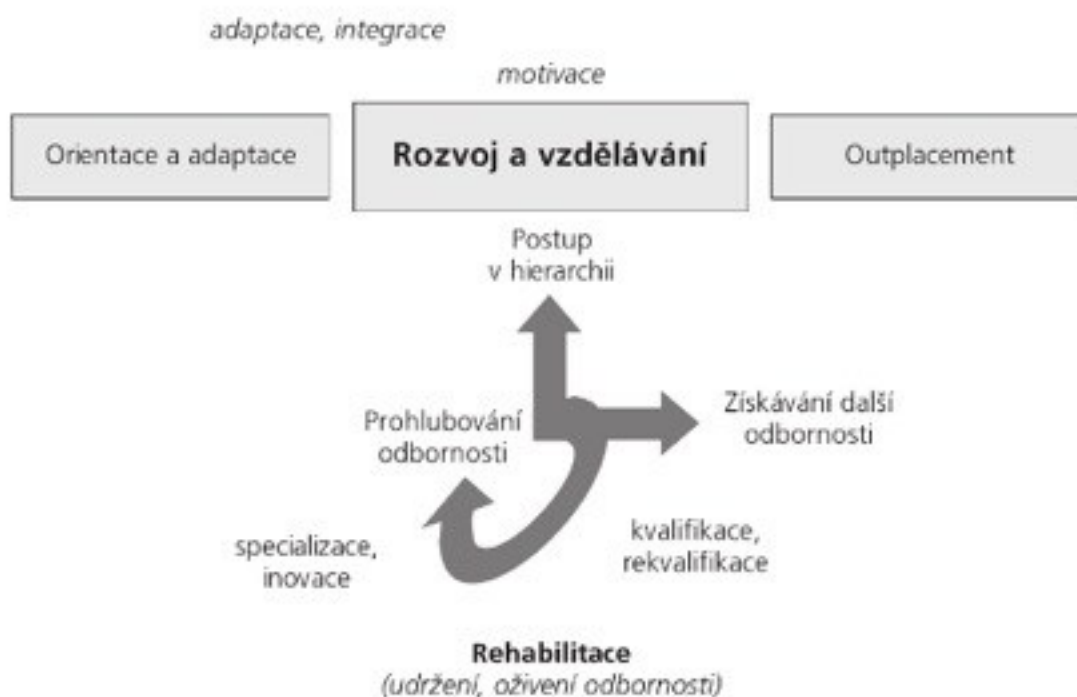 adaptace, integrace
motivace
Orientace a adaptace
Rozvoj a vzdělávání
Outplacement
Postup
v hierarchii
Prohlubování
odbornosti
Získávání další
odbornosti
specializace,
inovace
kvalifikace,
rekvalifikace
Rehabilitace
(udržení, oživení odbornosti)